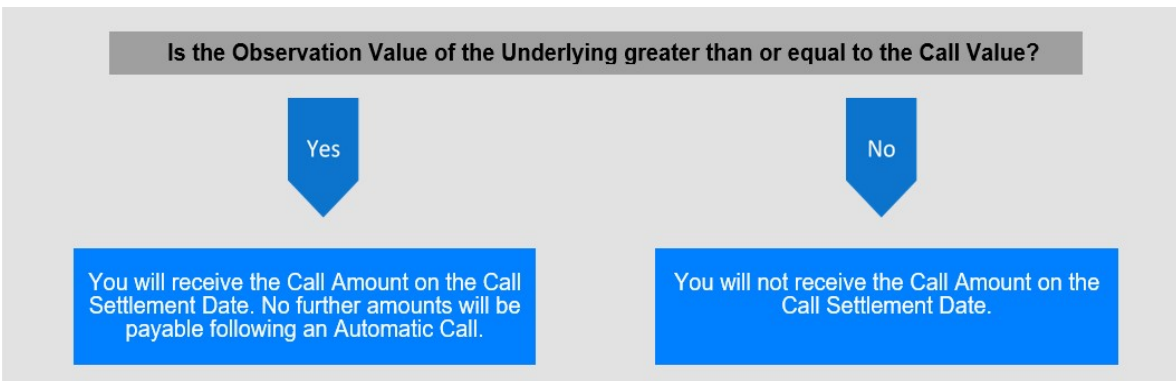 Is the Observation Value of the Underlying greater than or equal to the Call Value?
Yes
No
You will receive the Call Amount on the Call
Settlement Date. No further amounts will be
payable following an Automatic Call.
You will not receive the Call Amount on the
Call Settlement Date.